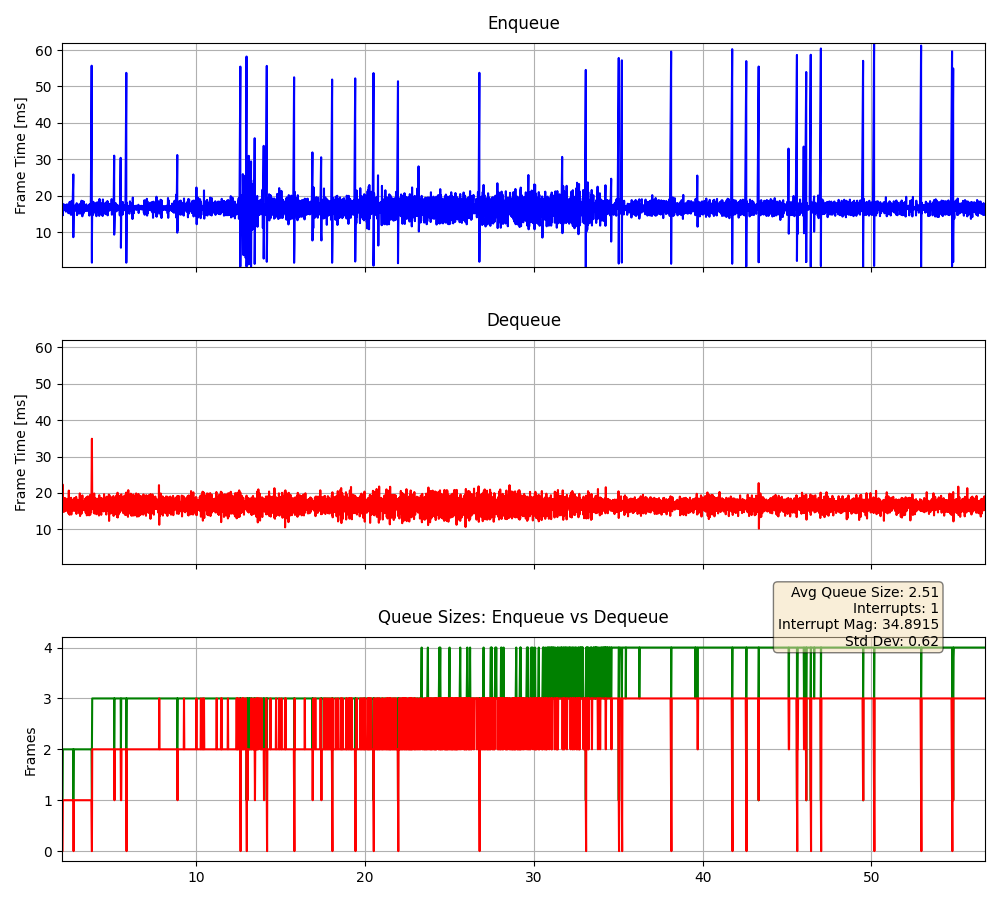 Enqueue
Frame Time [ms]
60
50
40
30
20
10
Dequeue
Frame Time [ms]
60
50
40
30
20
10
Avg Queue Size: 2.51
Interrupts: 1
Interrupt Mag: 34.8915
Std Dev: 0.62
Queue Sizes: Enqueue vs Dequeue
Frames
4
3
2
1
0
10 20 30 40 50